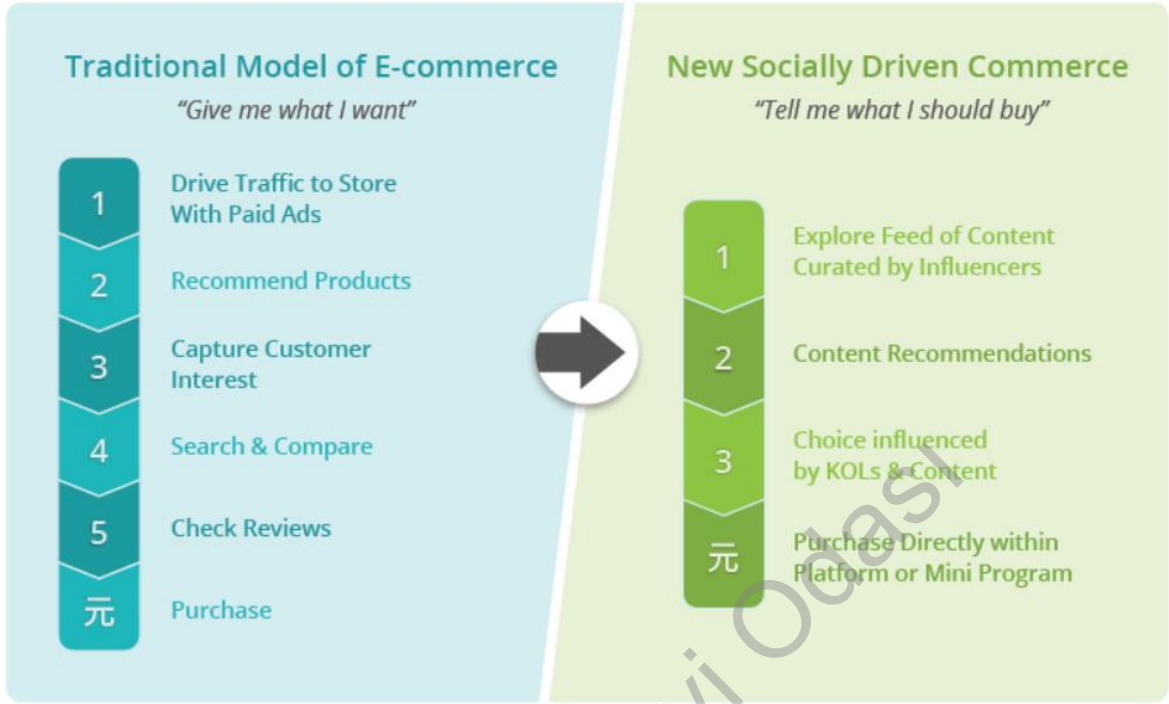 Traditional Model of E-commerce
“Give me what I want”
1
Drive Traffic to Store
With Paid Ads
2
Recommend Products
3
Capture Customer
Interest
4
Search & Compare
5
Check Reviews
元
Purchase
New Socially Driven Commerce
“Tell me what I should buy”
1
Explore Feed of Content
Curated by Influencers
2
Content Recommendations
3
Choice influenced
by KOLs & Content
元
Purchase Directly within
Platform or Mini Program
Odası